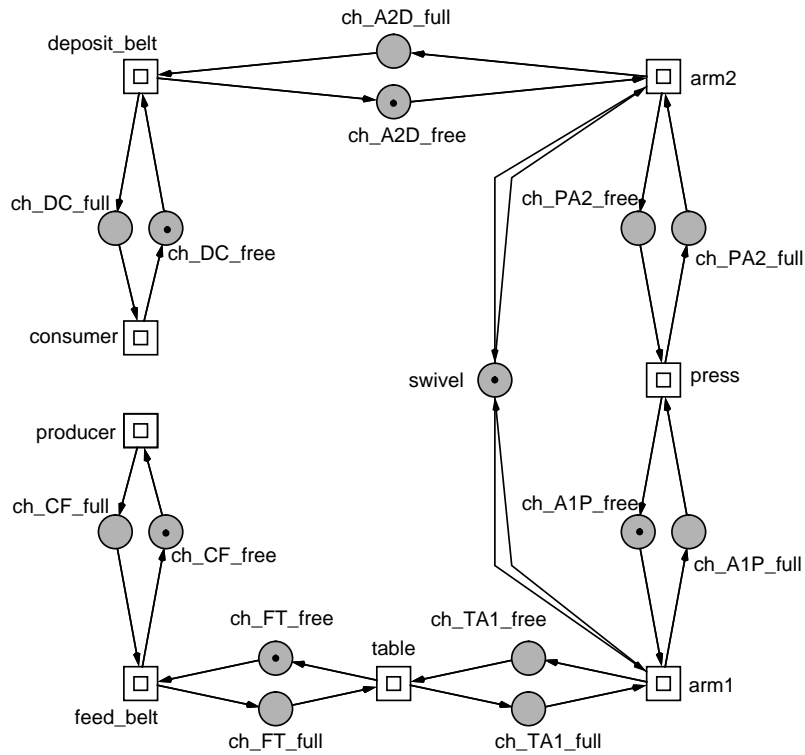 ch_A2D_full
deposit_belt
arm2
ch_A2D_free
ch_DC_full
ch_PA2_free
ch_DC_free
ch_PA2_full
consumer
swivel
press
producer
ch_CF_full
ch_A1P_free
ch_CF_free
ch_A1P_full
ch_FT_free
table
ch_TA1_free
feed_belt
arm1
ch_FT_full
ch_TA1_full